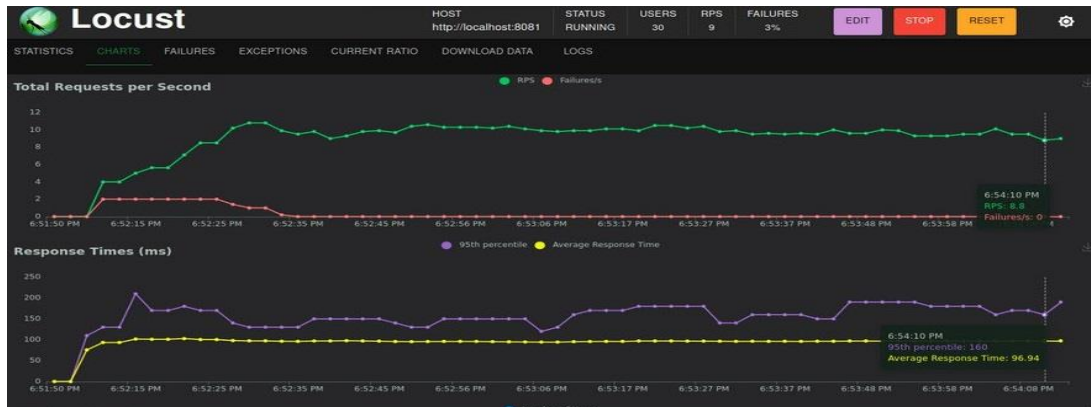 Locust
HOST
http://localhost:8081
STATUS
RUNNING
USERS
30
RPS
9
FAILURES
3%
EDIT
STOP
RESET
STATISTICS CHARTS FAILURES EXCEPTIONS CURRENT RATIO DOWNLOAD DATA LOGS
Total Requests per Second
RPS Failures/s
12
10
8
6
4
2
0
6:54:10 PM
RPS: 8.8
Failures/s: 0
6:51:50 PM 6:52:15 PM 6:52:25 PM 6:52:35 PM 6:52:45 PM 6:52:56 PM 6:53:06 PM 6:53:17 PM 6:53:27 PM 6:53:37 PM 6:53:48 PM 6:53:58 PM
Response Times (ms)
95th percentile Average Response Time
250
200
150
100
50
0
6:54:10 PM
95th percentile: 160
Average Response Time: 96.94
6:51:50 PM 6:52:15 PM 6:52:25 PM 6:52:35 PM 6:52:45 PM 6:52:56 PM 6:53:06 PM 6:53:17 PM 6:53:27 PM 6:53:37 PM 6:53:48 PM 6:53:58 PM 6:54:08 PM